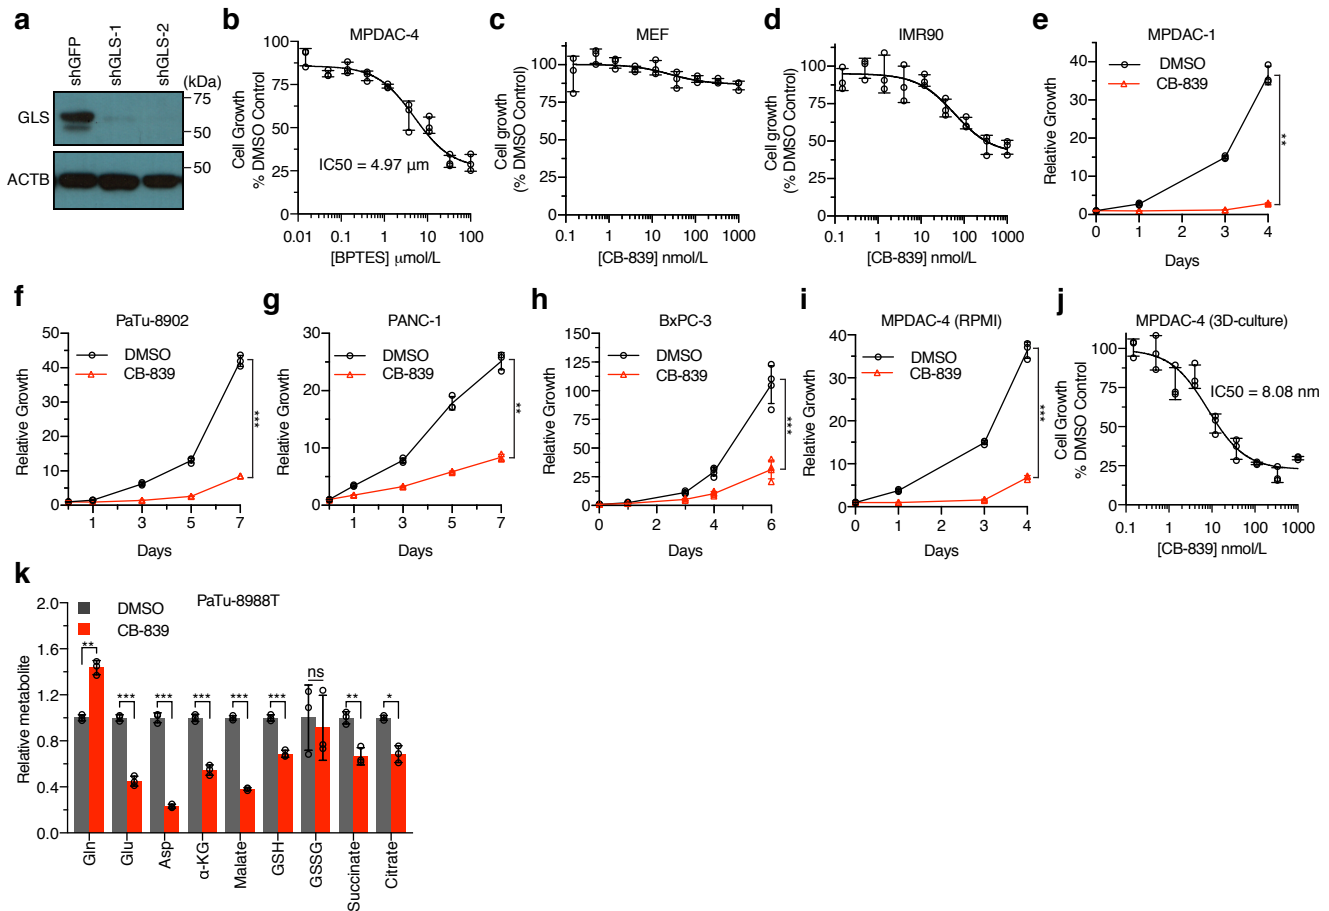 a
shGFP
shGLS-1
shGLS-2
(kDa)
GLS
75
50
ACTB
50
b
MPDAC-4
Cell Growth
% DMSO Control
100
75
50
25
0
IC50 = 4.97 μm
0.01 0.1 1 10 100
[BPTES] μmol/L
c
MEF
Cell growth
(% DMSO Control)
100
75
50
25
0
0.1 1 10 100 1000
[CB-839] nmol/L
d
IMR90
Cell growth
(% DMSO Control)
100
75
50
25
0
0.1 1 10 100 1000
[CB-839] nmol/L
e
MPDAC-1
DMSO
CB-839
Relative Growth
40
30
20
10
0
**
0 1 2 3 4
Days
f
PaTu-8902
DMSO
CB-839
Relative Growth
50
40
30
20
10
0
***
1 3 5 7
Days
g
PANC-1
DMSO
CB-839
Relative Growth
30
20
10
0
**
1 3 5 7
Days
h
BxPC-3
DMSO
CB-839
Relative Growth
150
125
100
75
50
25
0
***
0 2 4 6
Days
i
MPDAC-4 (RPMI)
DMSO
CB-839
Relative Growth
40
30
20
10
0
***
0 1 2 3 4
Days
j
MPDAC-4 (3D-culture)
Cell Growth
% DMSO Control
100
75
50
25
0
IC50 = 8.08 nm
0.1 1 10 100 1000
[CB-839] nmol/L
k
PaTu-8988T
DMSO
CB-839
Relative metabolite
2.0
1.6
1.2
0.8
0.4
0.0
** *** *** *** *** *** ns ** *
Gln
Glu
Asp
α-KG
Malate
GSH
GSSG
Succinate
Citrate